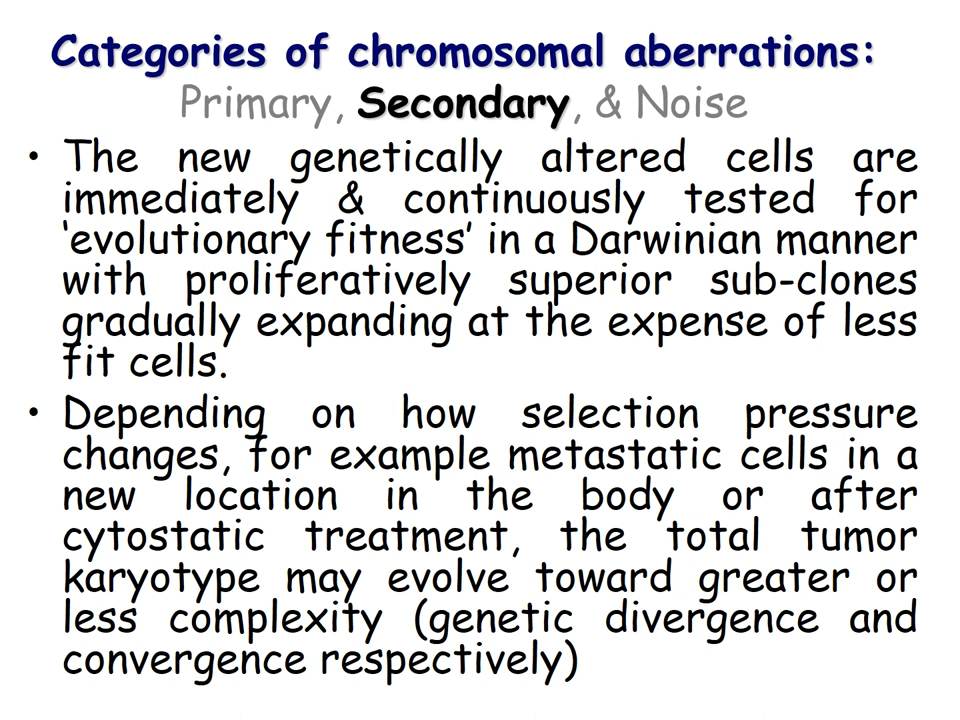 Categories of chromosomal aberrations:
Primary, Secondary, & Noise
• The new genetically altered cells are
immediately & continuously tested for
‘evolutionary fitness’ in a Darwinian manner
with proliferatively superior sub-clones
gradually expanding at the expense of less
fit cells.
• Depending on how selection pressure
changes, for example metastatic cells in a
new location in the body or after
cytostatic treatment, the total tumor
karyotype may evolve toward greater or
less complexity (genetic divergence and
convergence respectively)